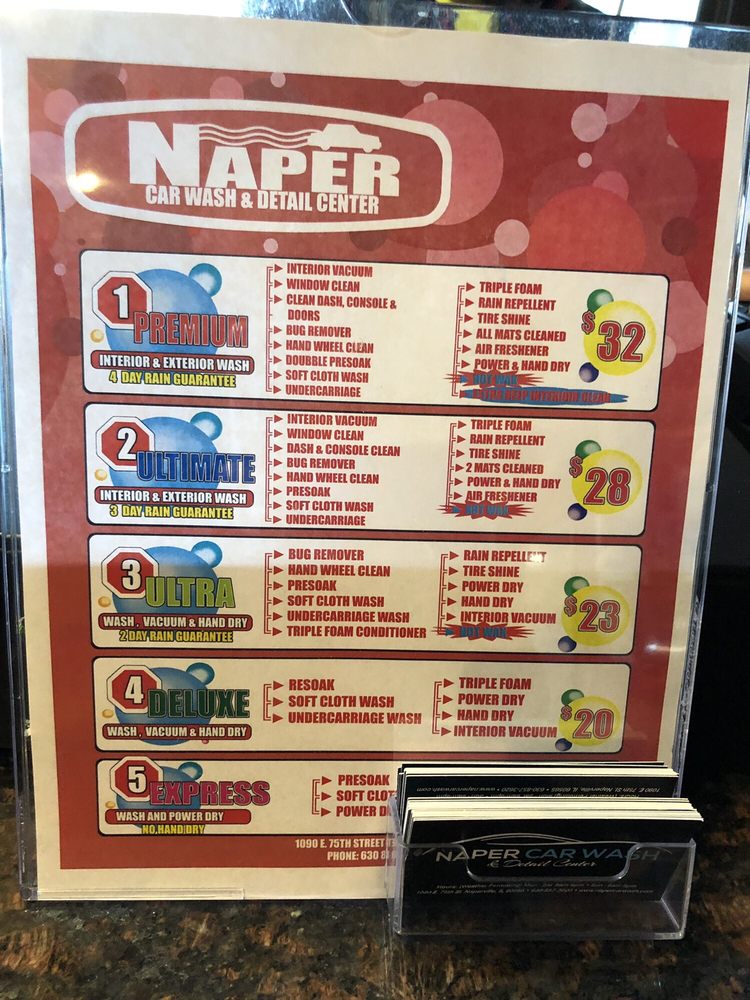 NAPER
CAR WASH & DETAIL CENTER
1
PREMIUM
INTERIOR & EXTERIOR WASH
4 DAY RAIN GUARANTEE
INTERIOR VACUUM
WINDOW CLEAN
CLEAN DASH, CONSOLE &
DOORS
BUG REMOVER
HAND WHEEL CLEAN
DOUBBLE PRESOAK
SOFT CLOTH WASH
UNDERCARRIAGE
TRIPLE FOAM
RAIN REPELLENT
TIRE SHINE
ALL MATS CLEANED
AIR FRESHENER
POWER & HAND DRY
HOT WAX
EXTRA DEEP INTERIOR CLEAN
$32
2
ULTIMATE
INTERIOR & EXTERIOR WASH
3 DAY RAIN GUARANTEE
INTERIOR VACUUM
WINDOW CLEAN
DASH & CONSOLE CLEAN
BUG REMOVER
HAND WHEEL CLEAN
PRESOAK
SOFT CLOTH WASH
UNDERCARRIAGE
TRIPLE FOAM
RAIN REPELLENT
TIRE SHINE
2 MATS CLEANED
POWER & HAND DRY
AIR FRESHENER
HOT WAX
$28
3
ULTRA
WASH, VACUUM & HAND DRY
2 DAY RAIN GUARANTEE
BUG REMOVER
HAND WHEEL CLEAN
PRESOAK
SOFT CLOTH WASH
UNDERCARRIAGE WASH
TRIPLE FOAM CONDITIONER
RAIN REPELLENT
TIRE SHINE
POWER DRY
HAND DRY
INTERIOR VACUUM
HOT WAX
$23
4
DELUXE
WASH, VACUUM & HAND DRY
RESOAK
SOFT CLOTH WASH
UNDERCARRIAGE WASH
TRIPLE FOAM
POWER DRY
HAND DRY
INTERIOR VACUUM
$20
5
EXPRESS
WASH AND POWER DRY
NO HAND DRY
PRESOAK
SOFT CLOT
POWER D
1090 E. 75TH STREET
PHONE: 630
NAPER CAR WASH
& Detail Center